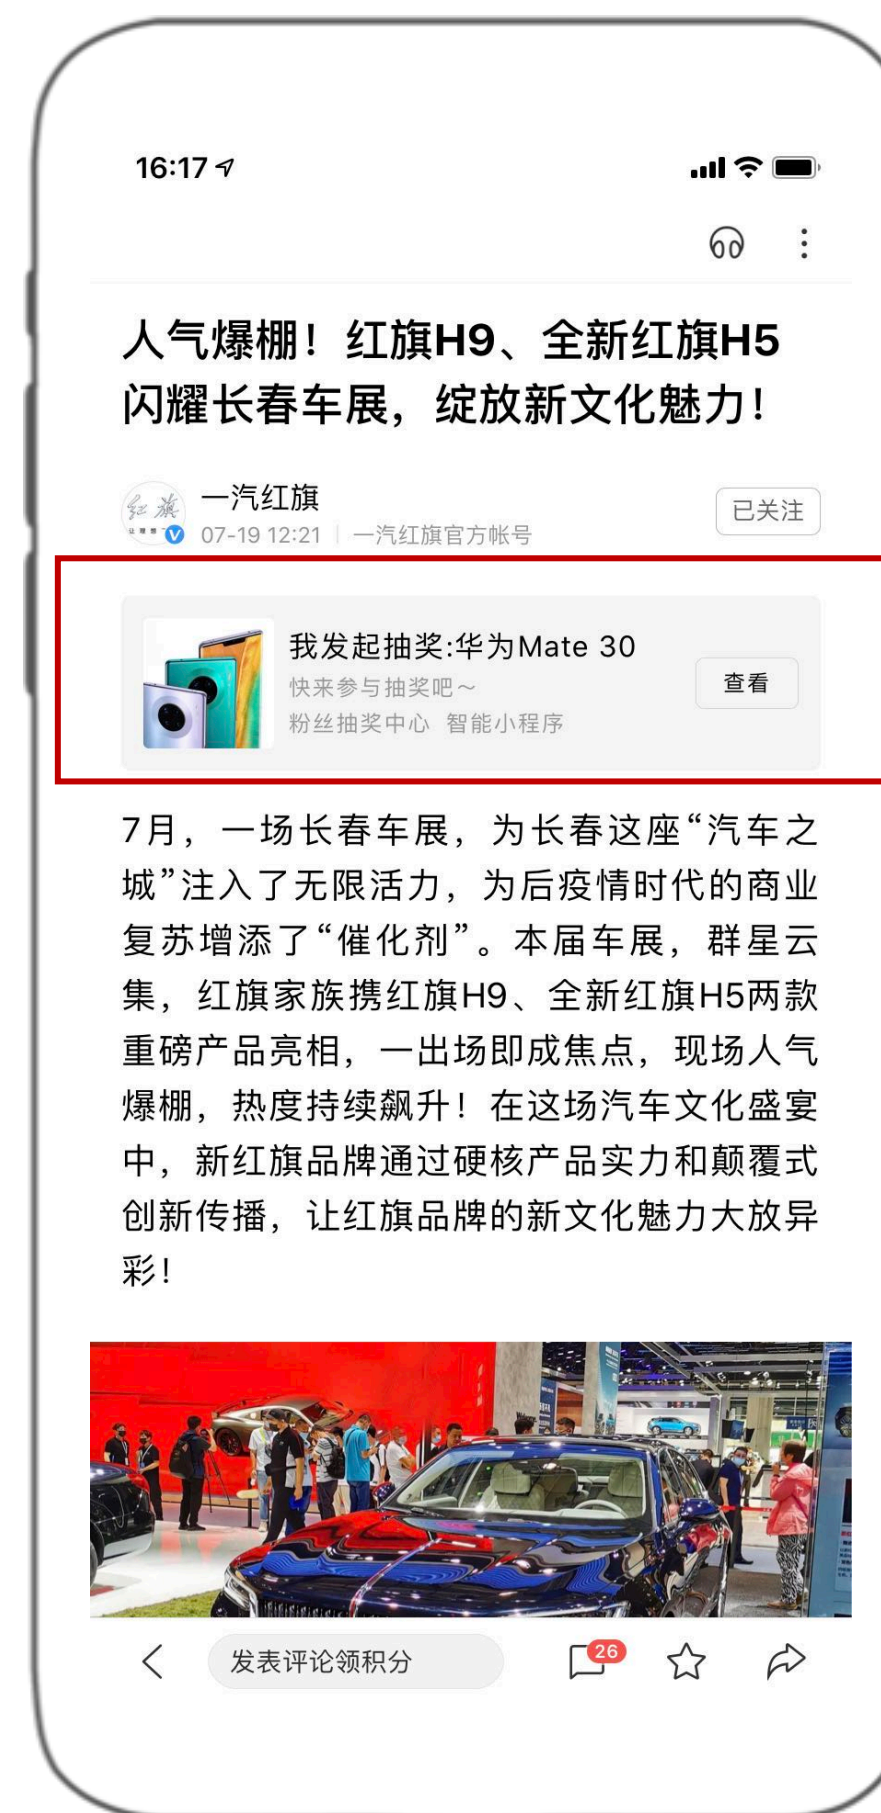 16:17
人气爆棚！红旗H9、全新红旗H5
闪耀长春车展，绽放新文化魅力！
红旗
一汽红旗
07-19 12:21 | 一汽红旗官方帐号
已关注
我发起抽奖:华为Mate 30
快来参与抽奖吧～
粉丝抽奖中心 智能小程序
查看
7月，一场长春车展，为长春这座“汽车之
城”注入了无限活力，为后疫情时代的商业
复苏增添了“催化剂”。本届车展，群星云
集，红旗家族携红旗H9、全新红旗H5两款
重磅产品亮相，一出场即成焦点，现场人气
爆棚，热度持续飙升！在这场汽车文化盛宴
中，新红旗品牌通过硬核产品实力和颠覆式
创新传播，让红旗品牌的新文化魅力大放异
彩！
发表评论领积分
26